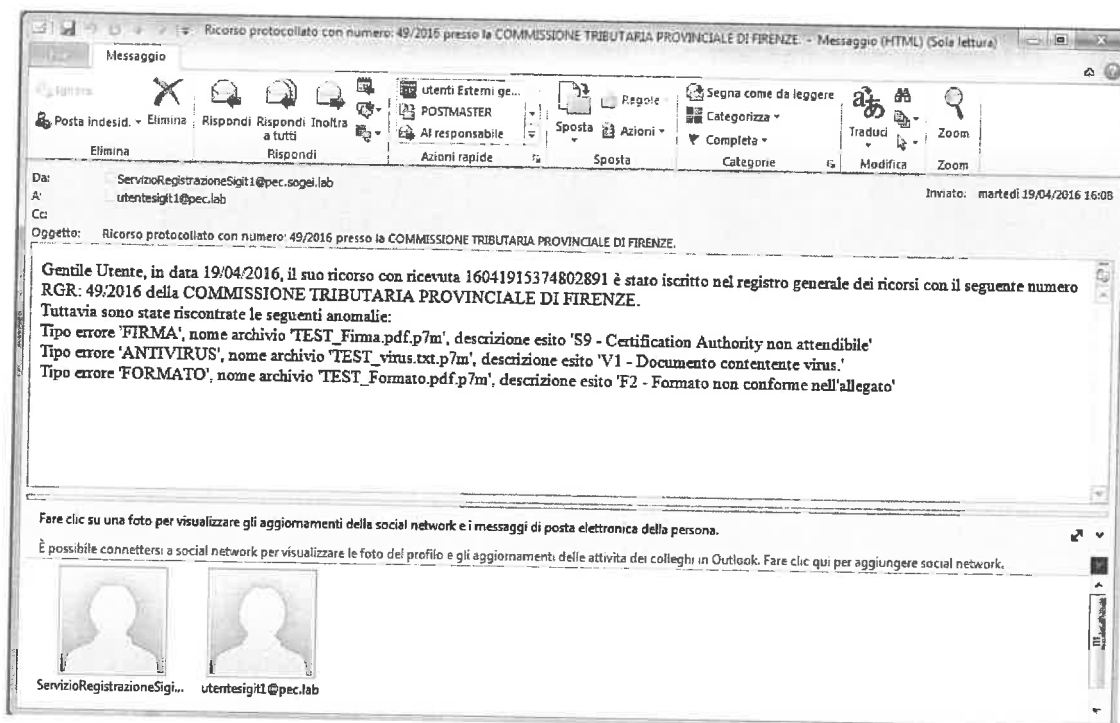 Ricorso protocollato con numero: 49/2016 presso la COMMISSIONE TRIBUTARIA PROVINCIALE DI FIRENZE. - Messaggio (HTML) (Sola lettura)
Messaggio
Ignora
Posta indesid. Elimina
Rispondi Rispondi a tutti Inoltra
utenti Esterni ge...
POSTMASTER
Al responsabile
Sposta
Regole
Azioni
Segna come da leggere
Categorizza
Completa
Traduci
Zoom
Elimina Rispondi Azioni rapide Sposta Categorie Modifica Zoom
Da: ServizioRegistrazioneSigit1@pec.sogei.lab Inviato: martedì 19/04/2016 16:08
A: utentesigit1@pec.lab
Cc:
Oggetto: Ricorso protocollato con numero: 49/2016 presso la COMMISSIONE TRIBUTARIA PROVINCIALE DI FIRENZE.
Gentile Utente, in data 19/04/2016, il suo ricorso con ricevuta 16041915374802891 è stato iscritto nel registro generale dei ricorsi con il seguente numero
RGR: 49/2016 della COMMISSIONE TRIBUTARIA PROVINCIALE DI FIRENZE.
Tuttavia sono state riscontrate le seguenti anomalie:
Tipo errore 'FIRMA', nome archivio 'TEST_Firma.pdf.p7m', descrizione esito 'S9 - Certification Authority non attendibile'
Tipo errore 'ANTIVIRUS', nome archivio 'TEST_virus.txt.p7m', descrizione esito 'V1 - Documento contentente virus.'
Tipo errore 'FORMATO', nome archivio 'TEST_Formato.pdf.p7m', descrizione esito 'F2 - Formato non conforme nell'allegato'
Fare clic su una foto per visualizzare gli aggiornamenti della social network e i messaggi di posta elettronica della persona.
È possibile connettersi a social network per visualizzare le foto del profilo e gli aggiornamenti delle attività dei colleghi in Outlook. Fare clic qui per aggiungere social network.
ServizioRegistrazioneSigi... utentesigit1@pec.lab